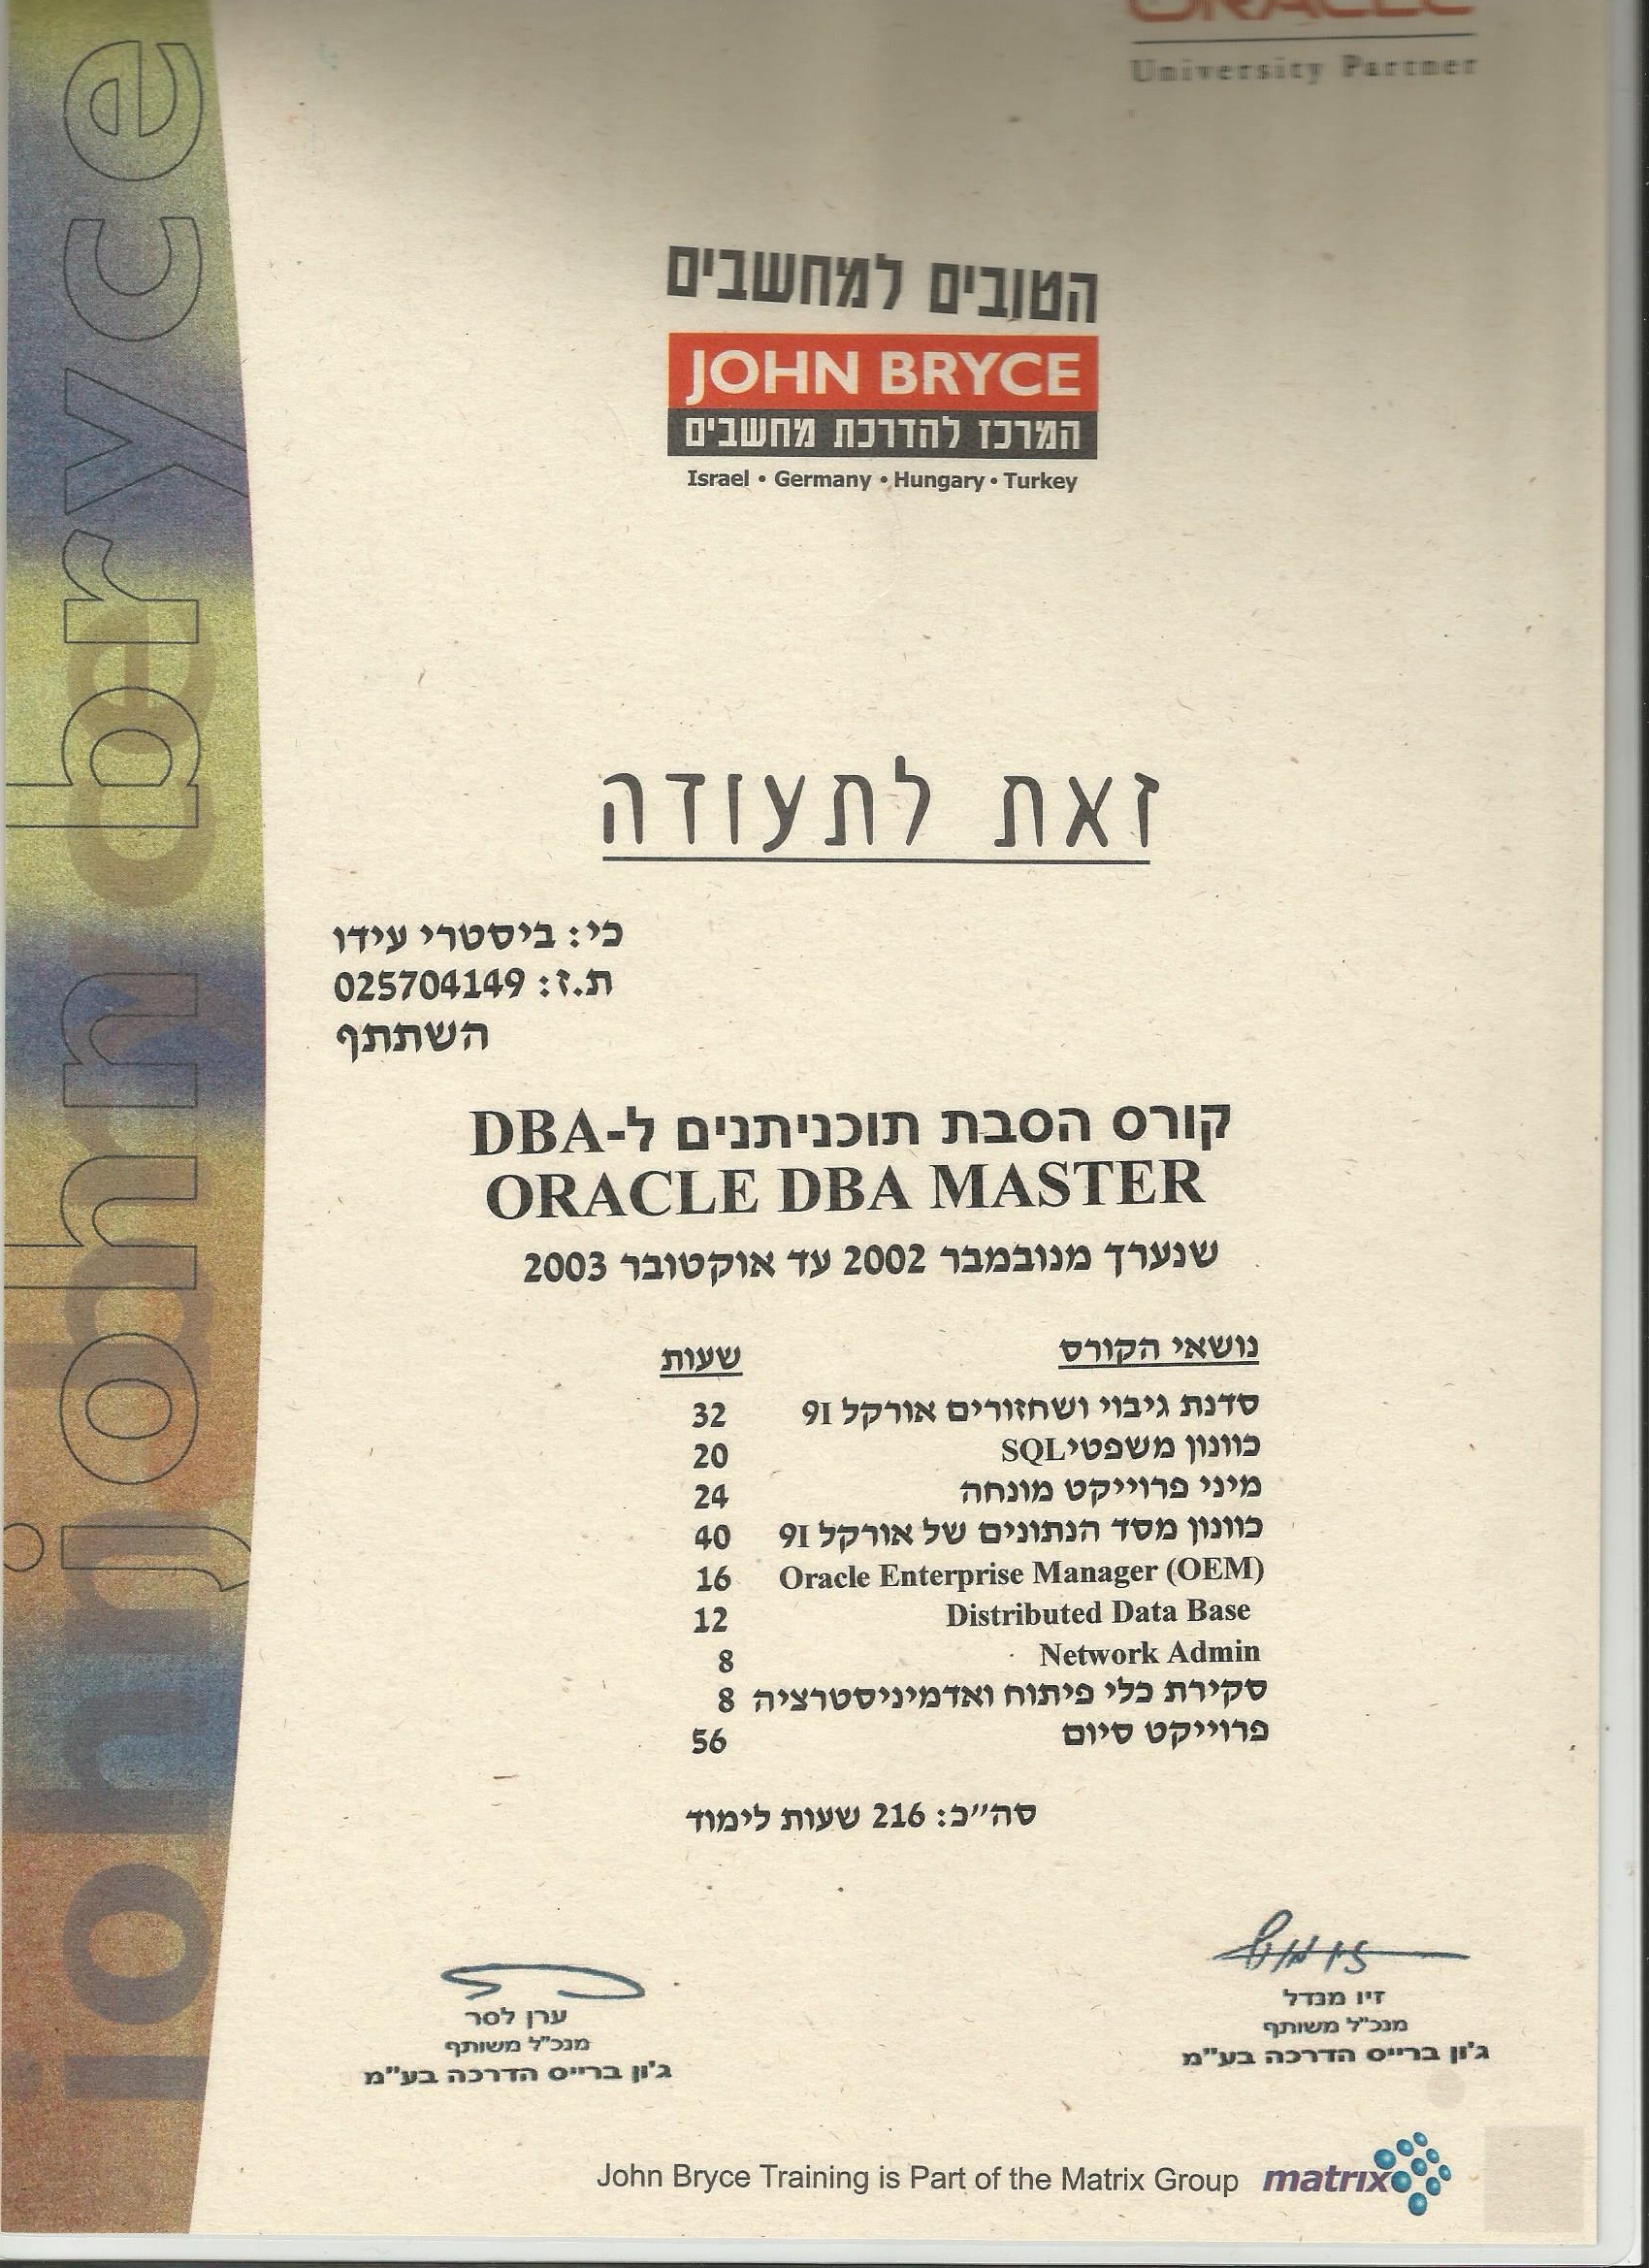 ORACLE
University Partner
john bryce
john bryce
הטובים למחשבים
JOHN BRYCE
המרכז להדרכת מחשבים
Israel • Germany • Hungary • Turkey
זאת לתעודה
כי: ביסטרי עידו
ת.ז: 025704149
השתתף
קורס הסבת תוכניתנים ל-DBA
ORACLE DBA MASTER
שנערך מנובמבר 2002 עד אוקטובר 2003
נושאי הקורס שעות
סדנת גיבוי ושחזורים אורקל 9I 32
כוונון משפטיSQL 20
מיני פרוייקט מונחה 24
כוונון מסד הנתונים של אורקל 9I 40
Oracle Enterprise Manager (OEM) 16
Distributed Data Base 12
Network Admin 8
סקירת כלי פיתוח ואדמיניסטרציה 8
פרוייקט סיום 56
סה"כ: 216 שעות לימוד
זיו מנדל
זיו מנדל
מנכ"ל משותף
ג'ון ברייס הדרכה בע"מ
ערן לסר
מנכ"ל משותף
ג'ון ברייס הדרכה בע"מ
John Bryce Training is Part of the Matrix Group matrix